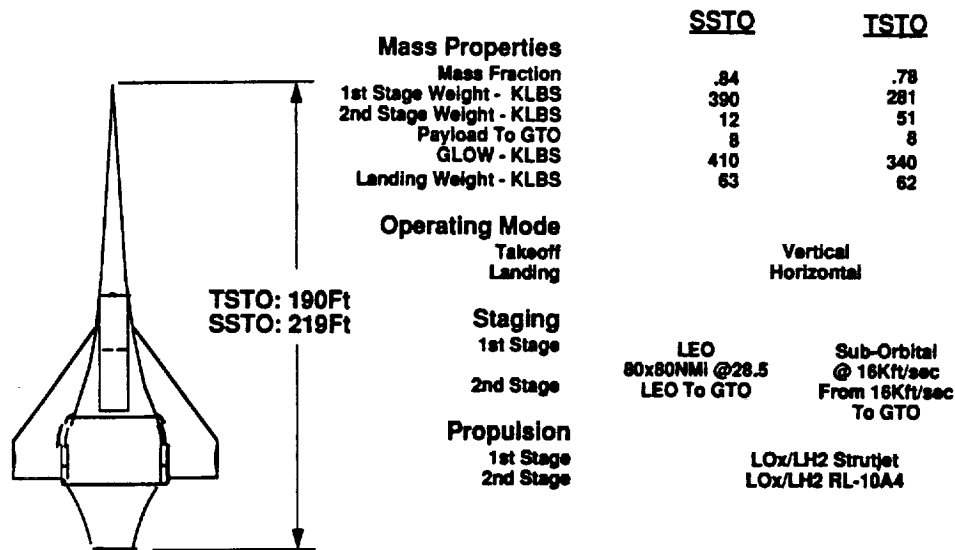 SSTO TSTO
Mass Properties
Mass Fraction .84 .78
1st Stage Weight - KLBS 390 281
2nd Stage Weight - KLBS 12 51
Payload To GTO 8 8
GLOW - KLBS 410 340
Landing Weight - KLBS 63 62
Operating Mode
Takeoff Vertical
Landing Horizontal
TSTO: 190Ft
SSTO: 219Ft
Staging
1st Stage LEO Sub-Orbital
80x80NMi @28.5 @ 16Kft/sec
2nd Stage LEO To GTO From 16Kft/sec
To GTO
Propulsion
1st Stage LOx/LH2 Strutjet
2nd Stage LOx/LH2 RL-10A4